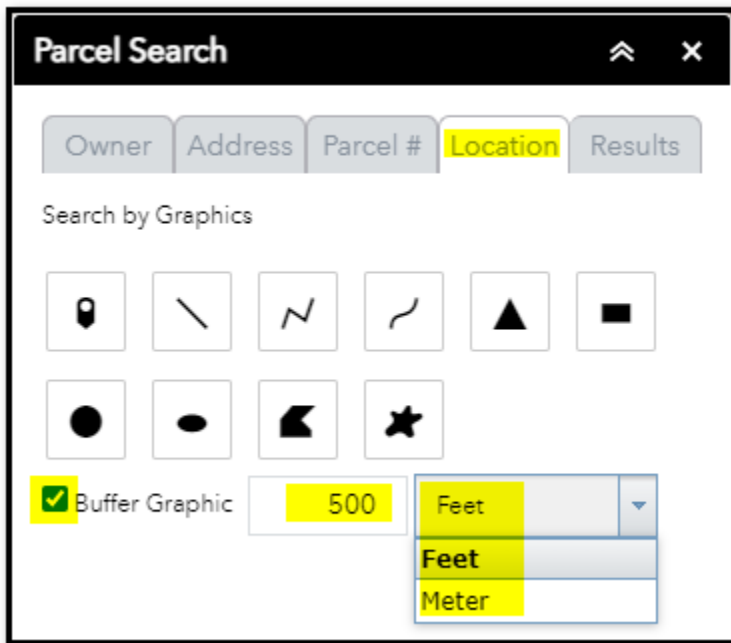 Parcel Search
Owner Address Parcel # Location Results
Search by Graphics
Buffer Graphic 500 Feet
Feet
Meter